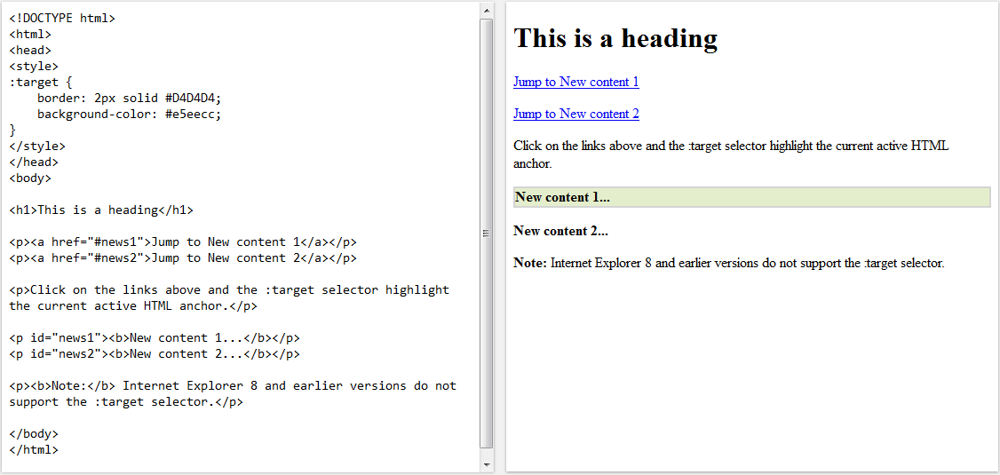 <!DOCTYPE html>
<html>
<head>
<style>
:target {
    border: 2px solid #D4D4D4;
    background-color: #e5eecc;
}
</style>
</head>
<body>

<h1>This is a heading</h1>

<p><a href="#news1">Jump to New content 1</a></p>
<p><a href="#news2">Jump to New content 2</a></p>

<p>Click on the links above and the :target selector highlight
the current active HTML anchor.</p>

<p id="news1"><b>New content 1...</b></p>
<p id="news2"><b>New content 2...</b></p>

<p><b>Note:</b> Internet Explorer 8 and earlier versions do not
support the :target selector.</p>

</body>
</html>
This is a heading
Jump to New content 1
Jump to New content 2
Click on the links above and the :target selector highlight the current active HTML
anchor.
New content 1...
New content 2...
Note: Internet Explorer 8 and earlier versions do not support the :target selector.